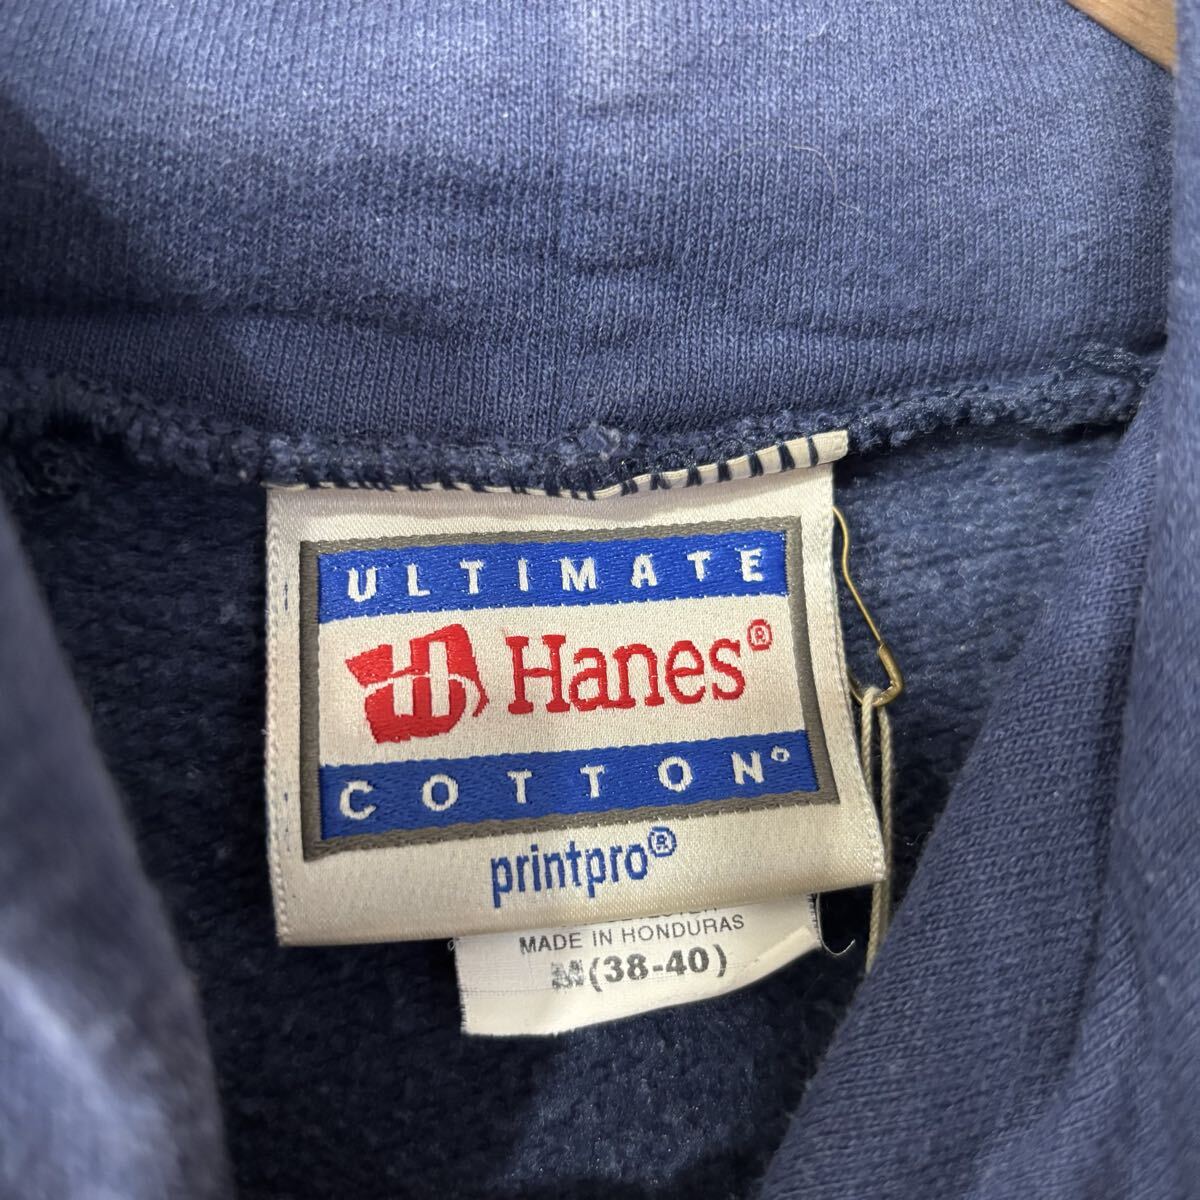 ULTIMATE
Hanes®
COTTON®
printpro®
MADE IN HONDURAS
M(38-40)